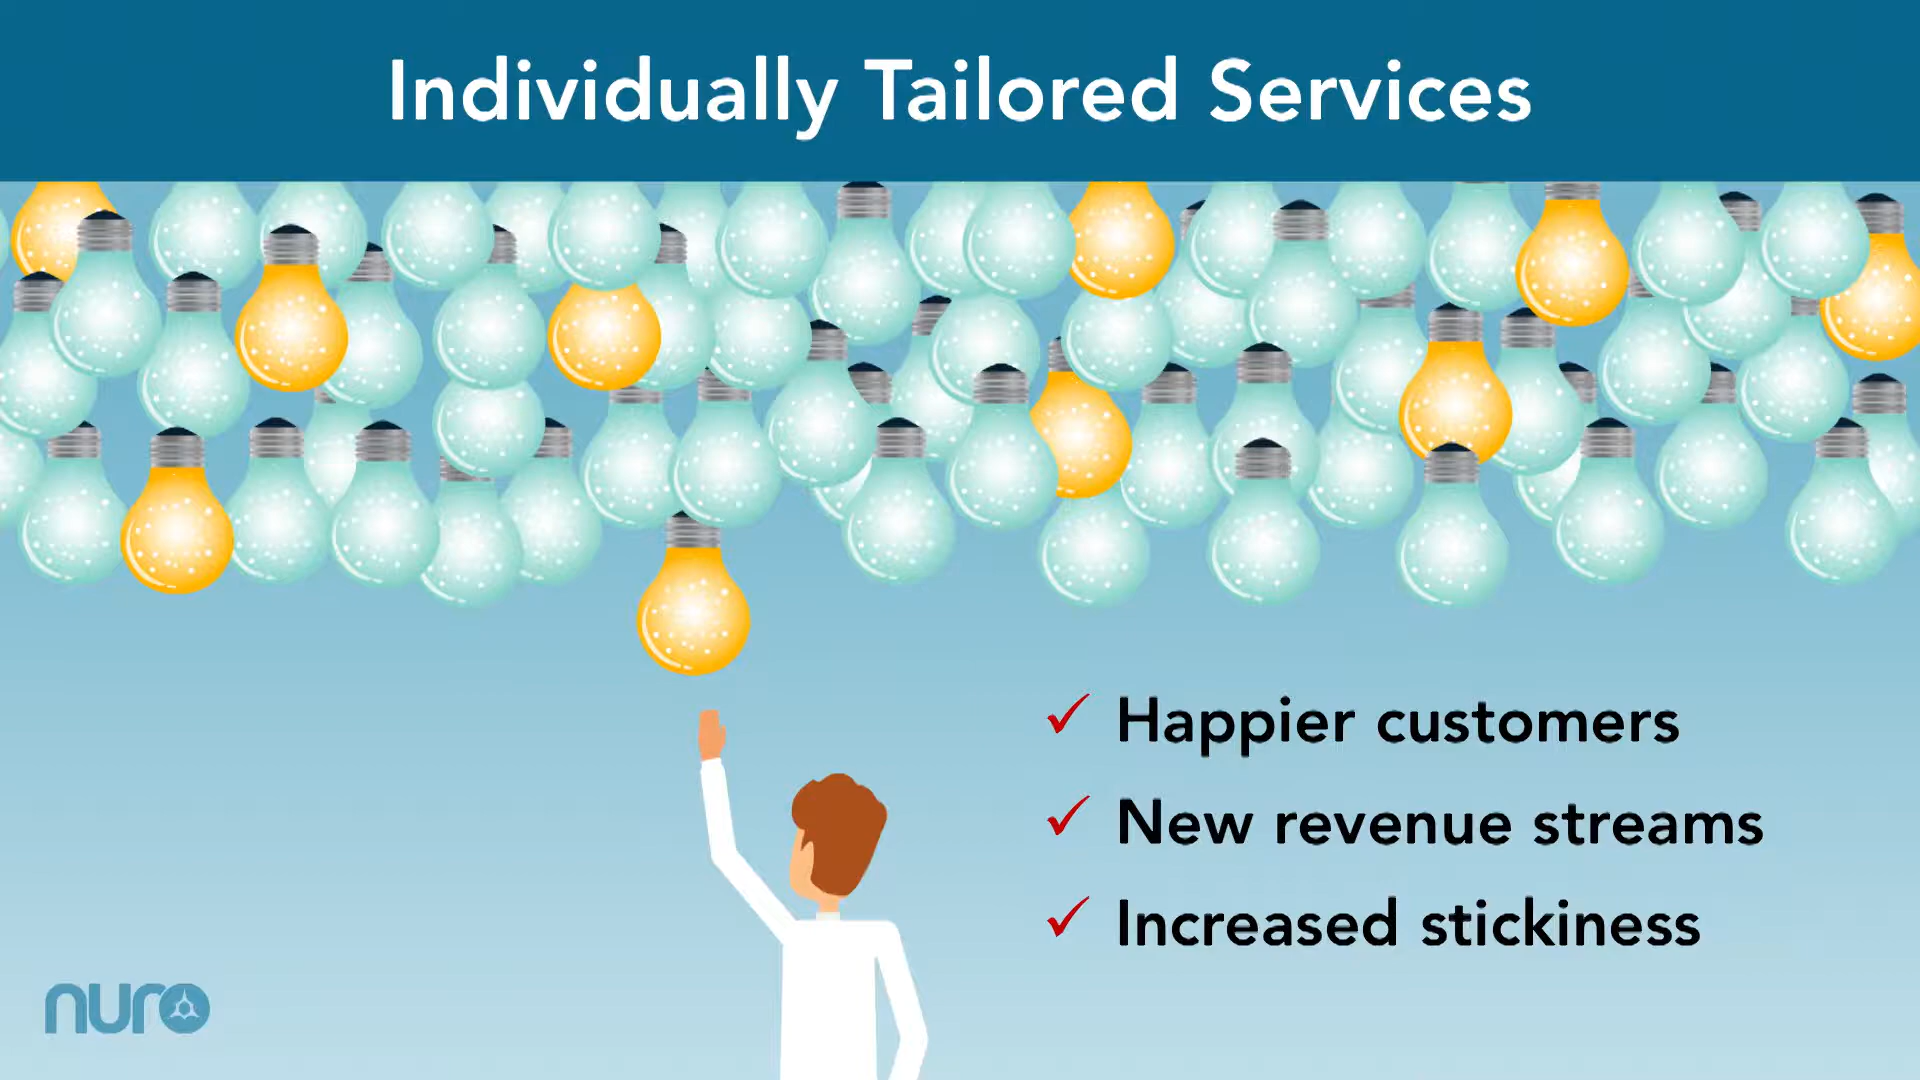 Individually Tailored Services
✓ Happier customers
✓ New revenue streams
✓ Increased stickiness
nuro